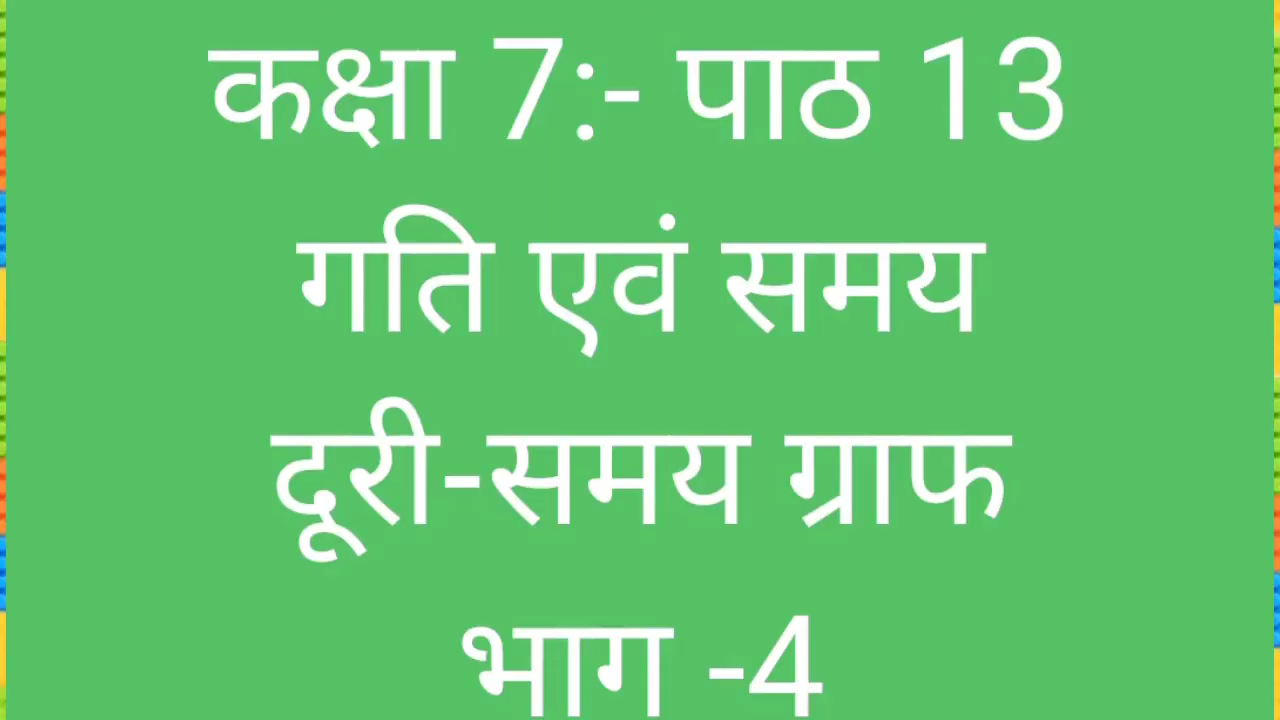 कक्षा 7:- पाठ 13
गति एवं समय
दूरी-समय ग्राफ
भाग -4